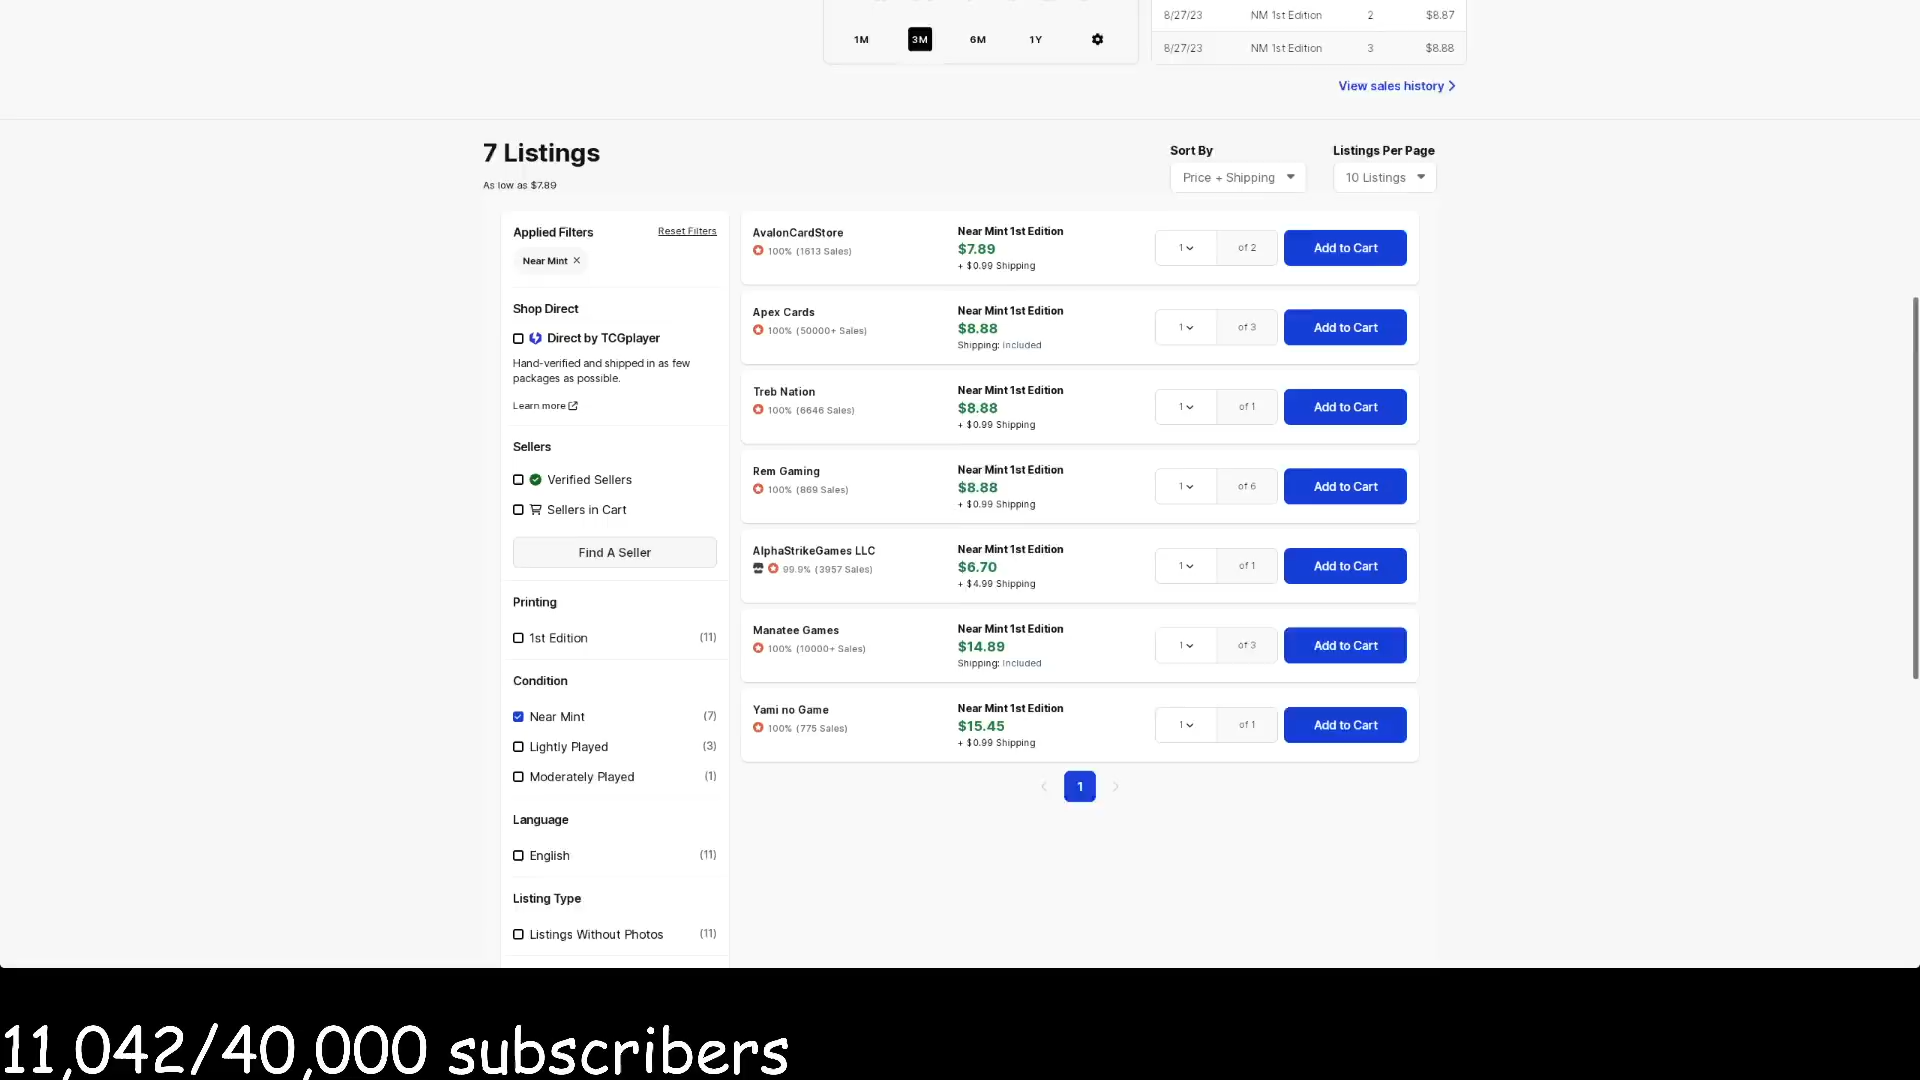 8/27/23 NM 1st Edition 2 $8.87
1M 3M 6M 1Y
8/27/23 NM 1st Edition 3 $8.88
View sales history
7 Listings
As low as $7.89
Sort By
Price + Shipping
Listings Per Page
10 Listings
Applied Filters
Reset Filters
Near Mint
Shop Direct
Direct by TCGplayer
Hand-verified and shipped in as few
packages as possible.
Learn more
Sellers
Verified Sellers
Sellers in Cart
Find A Seller
Printing
1st Edition (11)
Condition
Near Mint (7)
Lightly Played (3)
Moderately Played (1)
Language
English (11)
Listing Type
Listings Without Photos (11)
AvalonCardStore
100% (1613 Sales)
Near Mint 1st Edition
$7.89
+ $0.99 Shipping
1 of 2
Add to Cart
Apex Cards
100% (50000+ Sales)
Near Mint 1st Edition
$8.88
Shipping: Included
1 of 3
Add to Cart
Treb Nation
100% (6646 Sales)
Near Mint 1st Edition
$8.88
+ $0.99 Shipping
1 of 1
Add to Cart
Rem Gaming
100% (869 Sales)
Near Mint 1st Edition
$8.88
+ $0.99 Shipping
1 of 6
Add to Cart
AlphaStrikeGames LLC
99.9% (3957 Sales)
Near Mint 1st Edition
$6.70
+ $4.99 Shipping
1 of 1
Add to Cart
Manatee Games
100% (10000+ Sales)
Near Mint 1st Edition
$14.89
Shipping: Included
1 of 3
Add to Cart
Yami no Game
100% (775 Sales)
Near Mint 1st Edition
$15.45
+ $0.99 Shipping
1 of 1
Add to Cart
1
11,042/40,000 subscribers